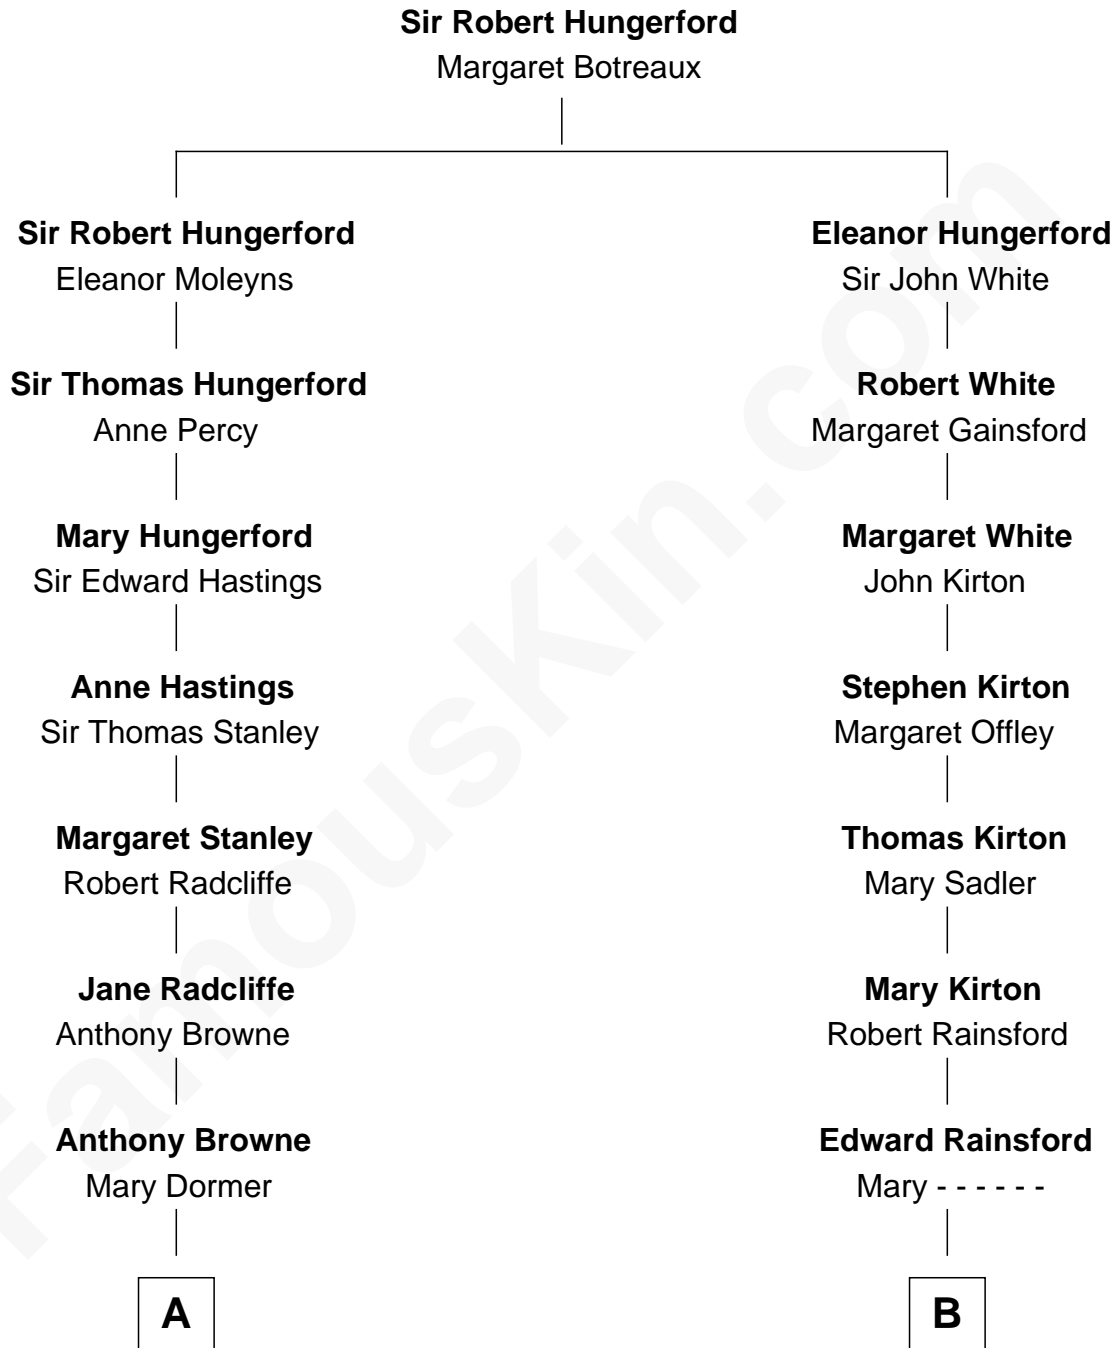 Sir Robert Hungerford
Margaret Botreaux
Sir Robert Hungerford
Eleanor Moleyns
Sir Thomas Hungerford
Anne Percy
Mary Hungerford
Sir Edward Hastings
Anne Hastings
Sir Thomas Stanley
Margaret Stanley
Robert Radcliffe
Jane Radcliffe
Anthony Browne
Anthony Browne
Mary Dormer
A
Eleanor Hungerford
Sir John White
Robert White
Margaret Gainsford
Margaret White
John Kirton
Stephen Kirton
Margaret Offley
Thomas Kirton
Mary Sadler
Mary Kirton
Robert Rainsford
Edward Rainsford
Mary - - - - - -
B
FamousKin.com